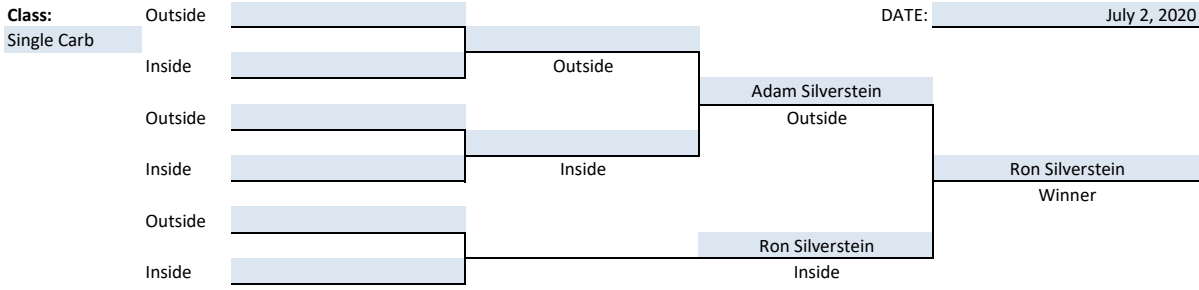 Class: Outside DATE: July 2, 2020
Single Carb
Inside Outside
Adam Silverstein
Outside Outside
Inside Inside Ron Silverstein
Winner
Outside
Ron Silverstein
Inside Inside